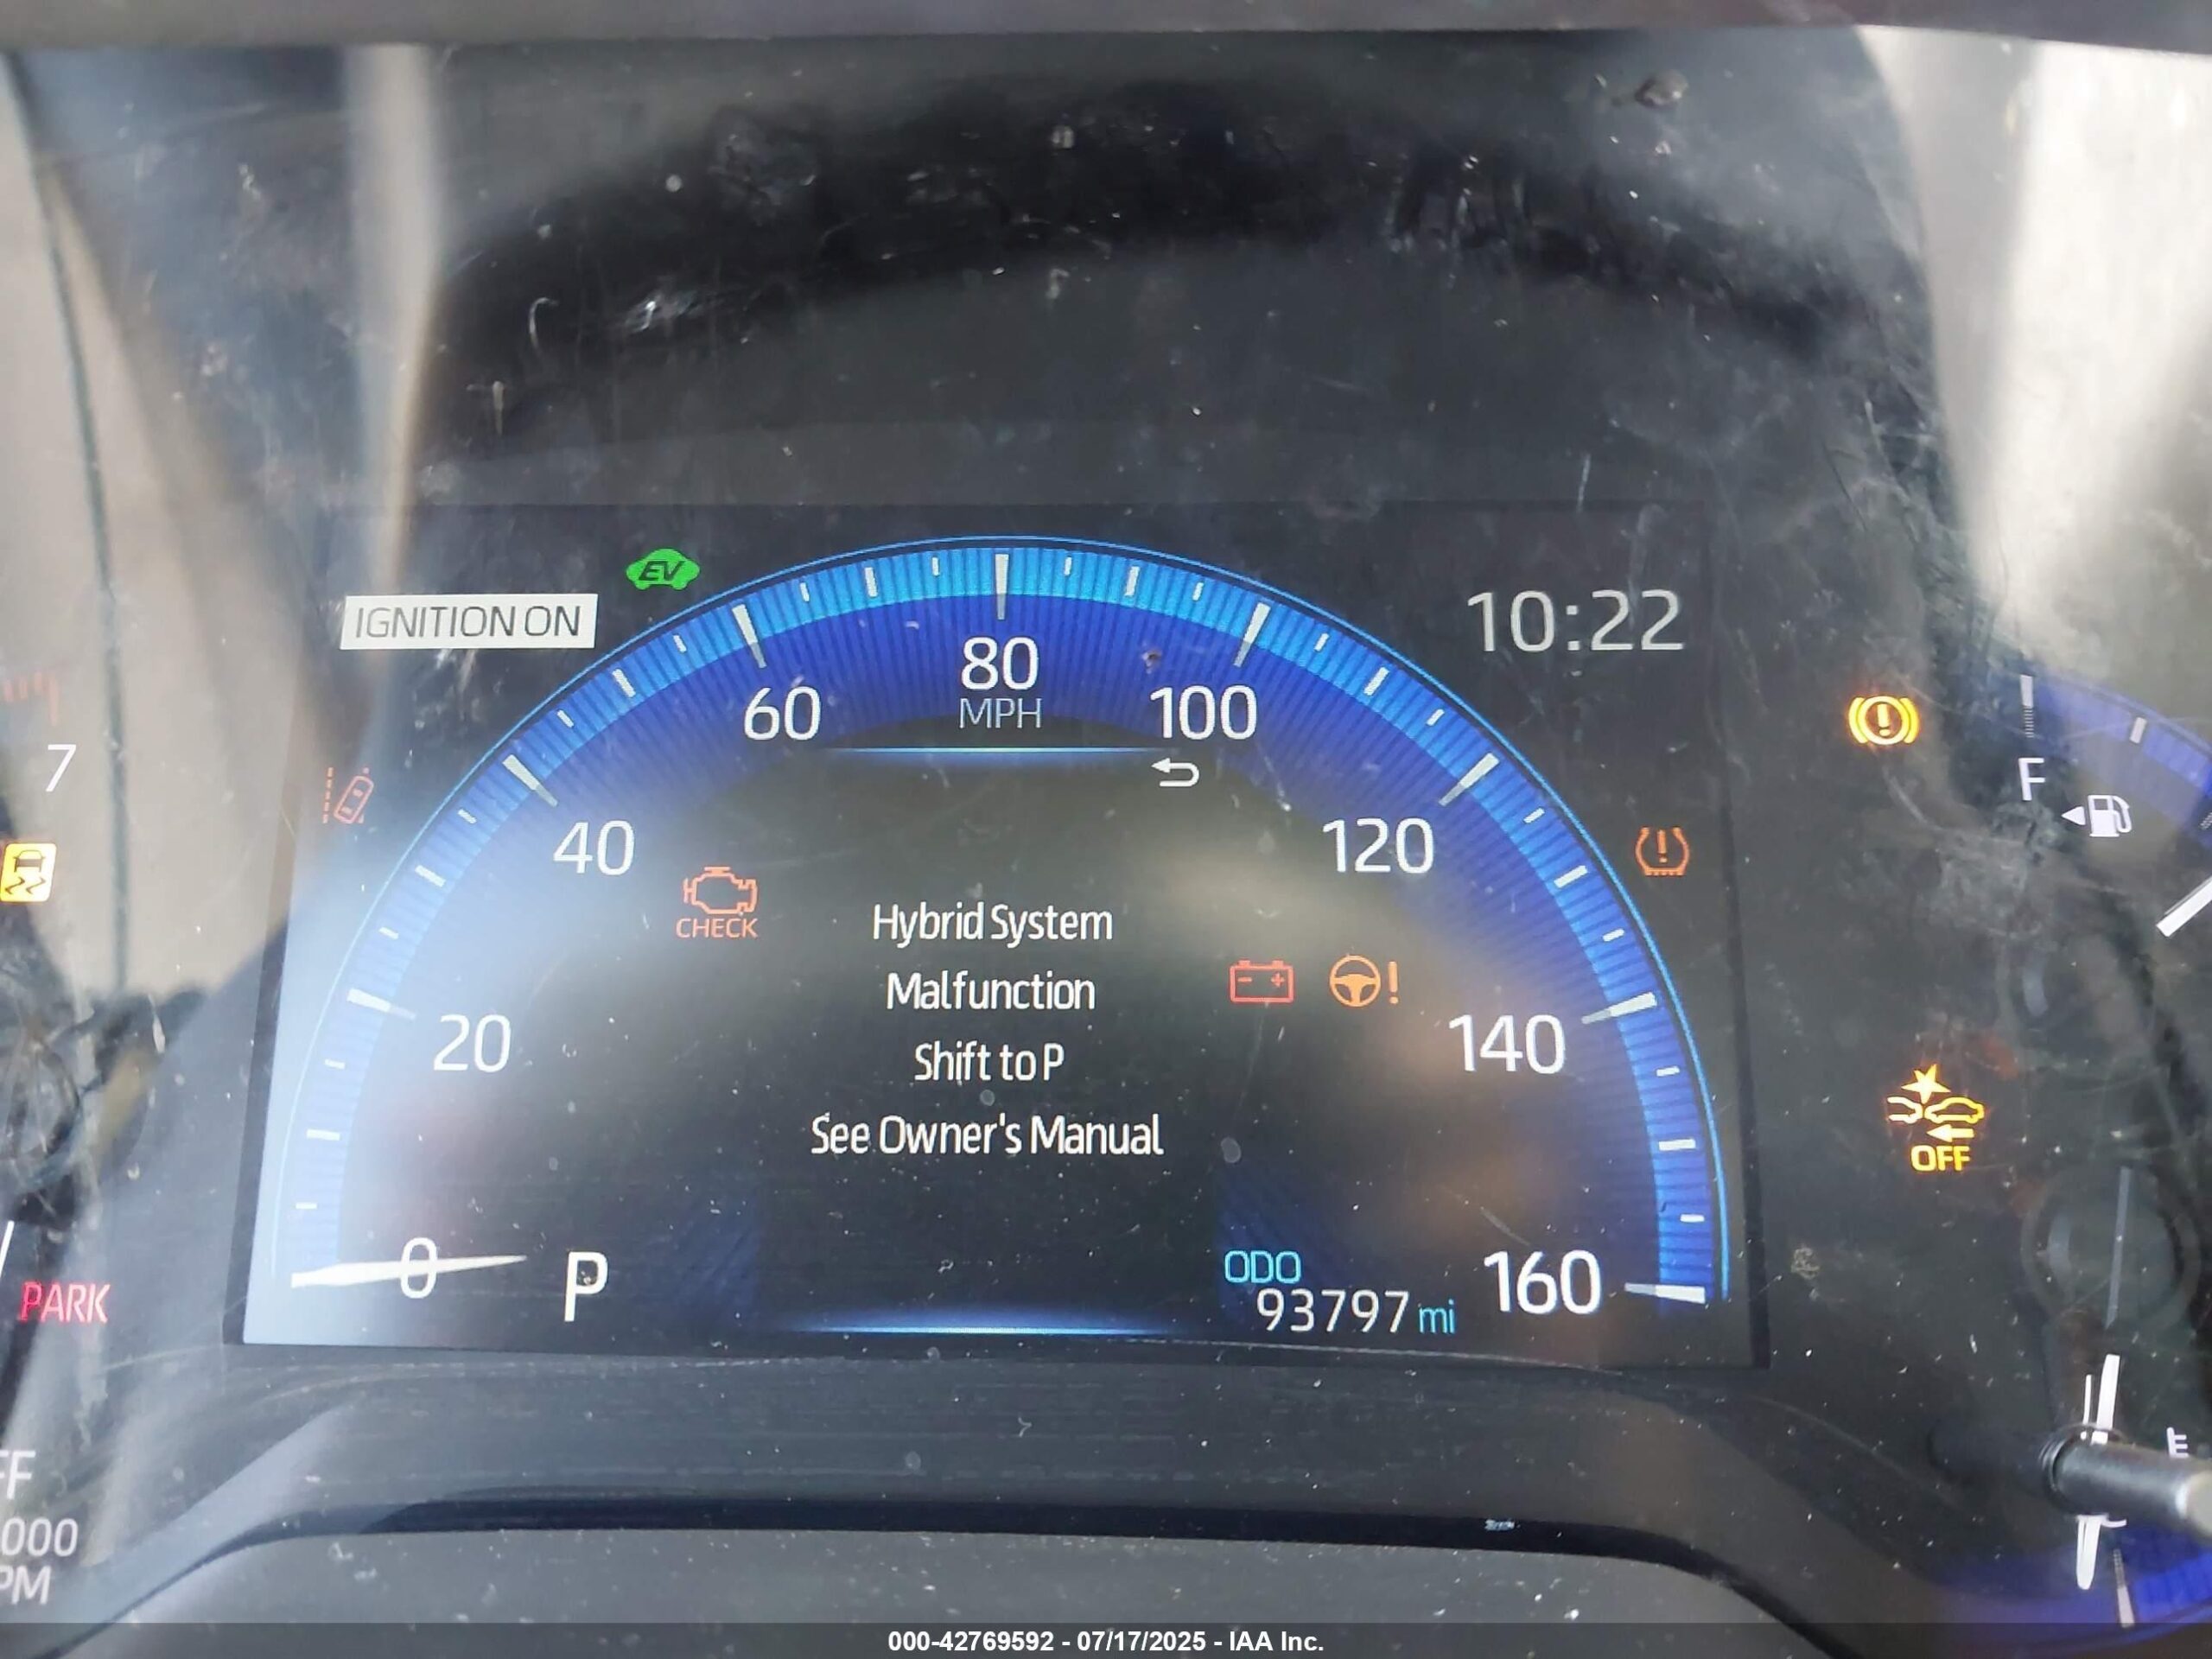 EV
IGNITION ON
10:22
80
MPH
60
100
7
F
40
120
CHECK
Hybrid System
Malfunction
20
140
Shift to P
See Owner's Manual
OFF
0
P
ODO
160
PARK
93797 mi
000
000-42769592 - 07/17/2025 - IAA Inc.